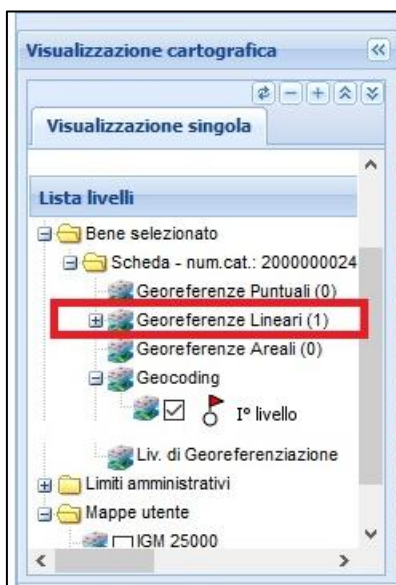 Visualizzazione cartografica
Visualizzazione singola
Lista livelli
Bene selezionato
Scheda - num.cat.: 2000000024
Georeferenze Puntuali (0)
Georeferenze Lineari (1)
Georeferenze Areali (0)
Geocoding
I° livello
Liv. di Georeferenziazione
Limiti amministrativi
Mappe utente
IGM 25000